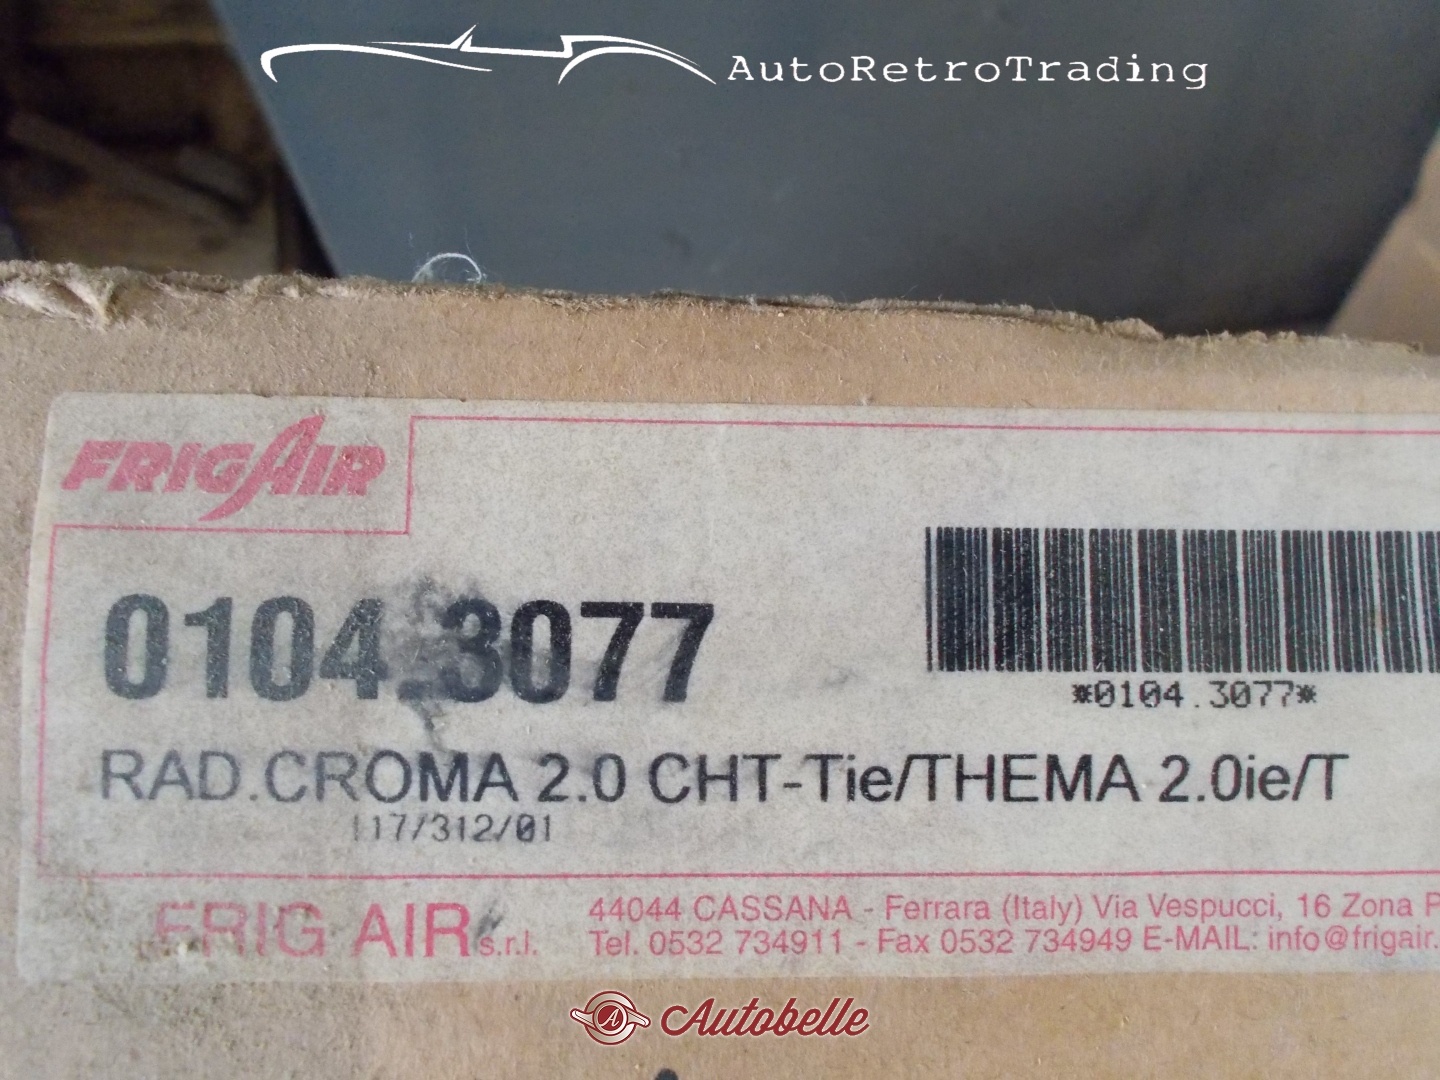 AutoRetroTrading
FRIGAIR
0104.3077
*0104.3077*
RAD.CROMA 2.0 CHT-Tie/THEMA 2.0ie/T
117/312/01
FRIG AIR s.r.l.
44044 CASSANA - Ferrara (Italy) Via Vespucci, 16 Zona P
Tel. 0532 734911 - Fax 0532 734949 E-MAIL: info@frigair.
A Autobelle